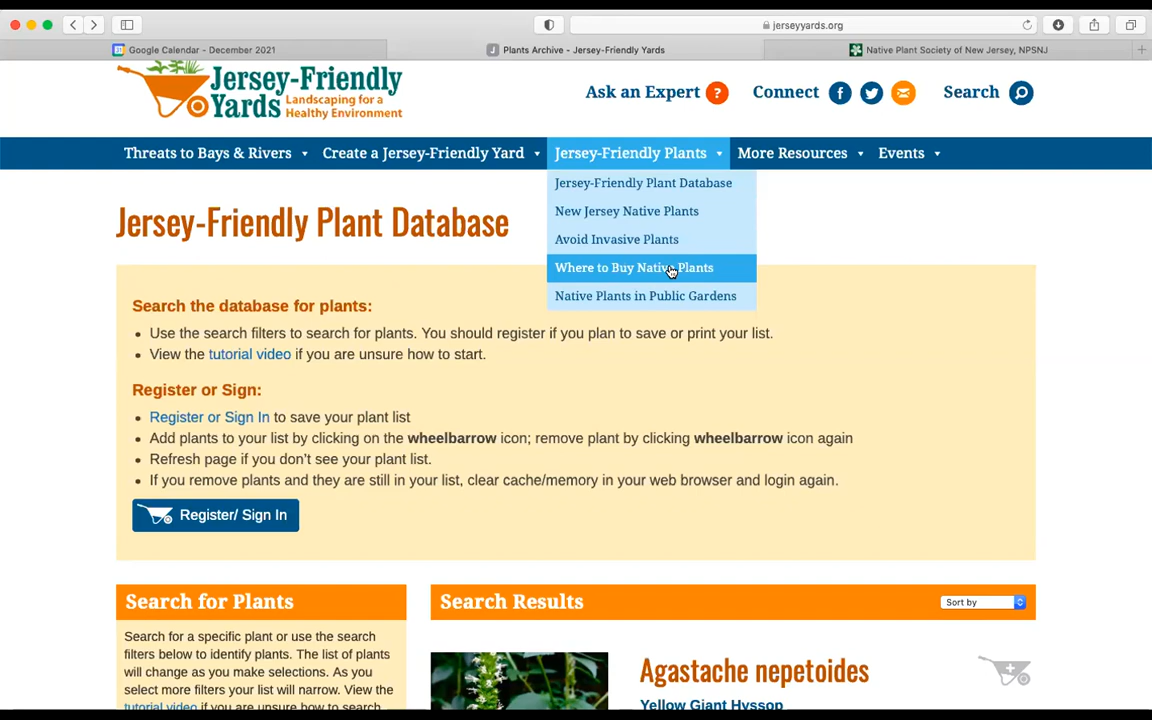 jerseyyards.org
Google Calendar - December 2021
J Plants Archive - Jersey-Friendly Yards
Native Plant Society of New Jersey, NPSNJ
Jersey-Friendly
Yards Landscaping for a
Healthy Environment
Ask an Expert ?
Connect
Search
Threats to Bays & Rivers
Create a Jersey-Friendly Yard
Jersey-Friendly Plants
More Resources
Events
Jersey-Friendly Plant Database
New Jersey Native Plants
Avoid Invasive Plants
Where to Buy Native Plants
Native Plants in Public Gardens
Jersey-Friendly Plant Database
Search the database for plants:
• Use the search filters to search for plants. You should register if you plan to save or print your list.
• View the tutorial video if you are unsure how to start.
Register or Sign:
• Register or Sign In to save your plant list
• Add plants to your list by clicking on the wheelbarrow icon; remove plant by clicking wheelbarrow icon again
• Refresh page if you don't see your plant list.
• If you remove plants and they are still in your list, clear cache/memory in your web browser and login again.
Register/ Sign In
Search for Plants
Search for a specific plant or use the search
filters below to identify plants. The list of plants
will change as you make selections. As you
select more filters your list will narrow. View the
tutorial video if you are unsure how to search
Search Results
Sort by
Agastache nepetoides
Yellow Giant Hyssop